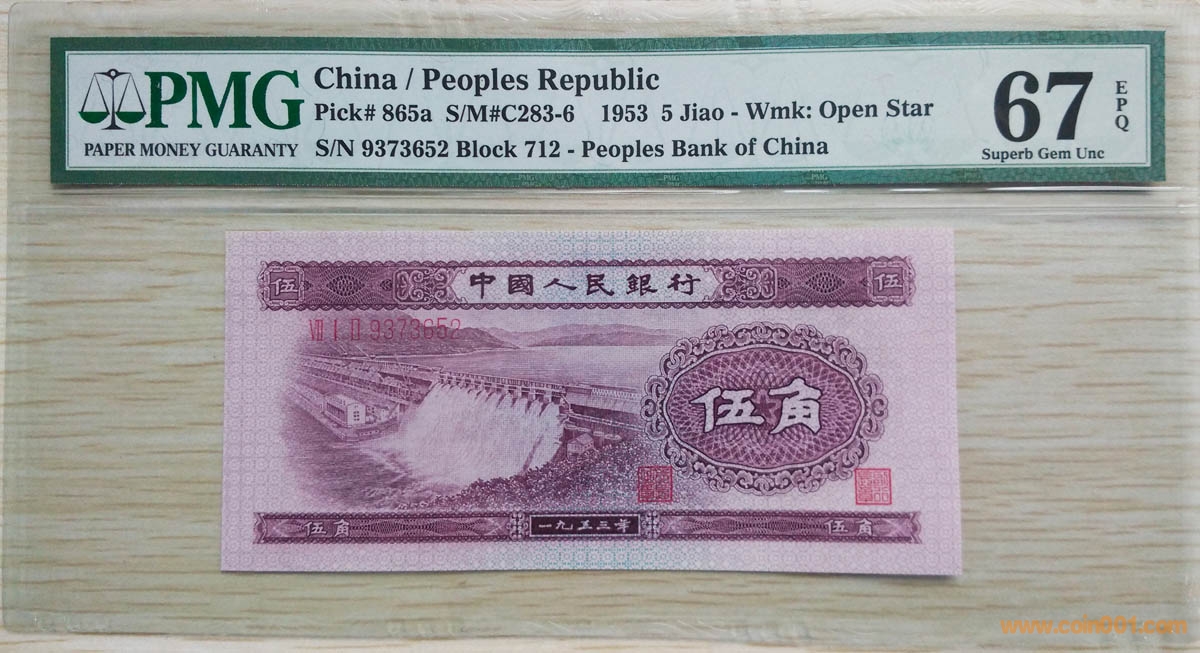 PMG
PAPER MONEY GUARANTY
China / Peoples Republic
Pick# 865a S/M#C283-6 1953 5 Jiao - Wmk: Open Star
S/N 9373652 Block 712 - Peoples Bank of China
67
EPQ
Superb Gem Unc
伍 中國人民銀行 伍
Ⅶ Ⅰ Ⅱ 9373652
伍角
伍角 一九五三年 伍角
www.coin001.com